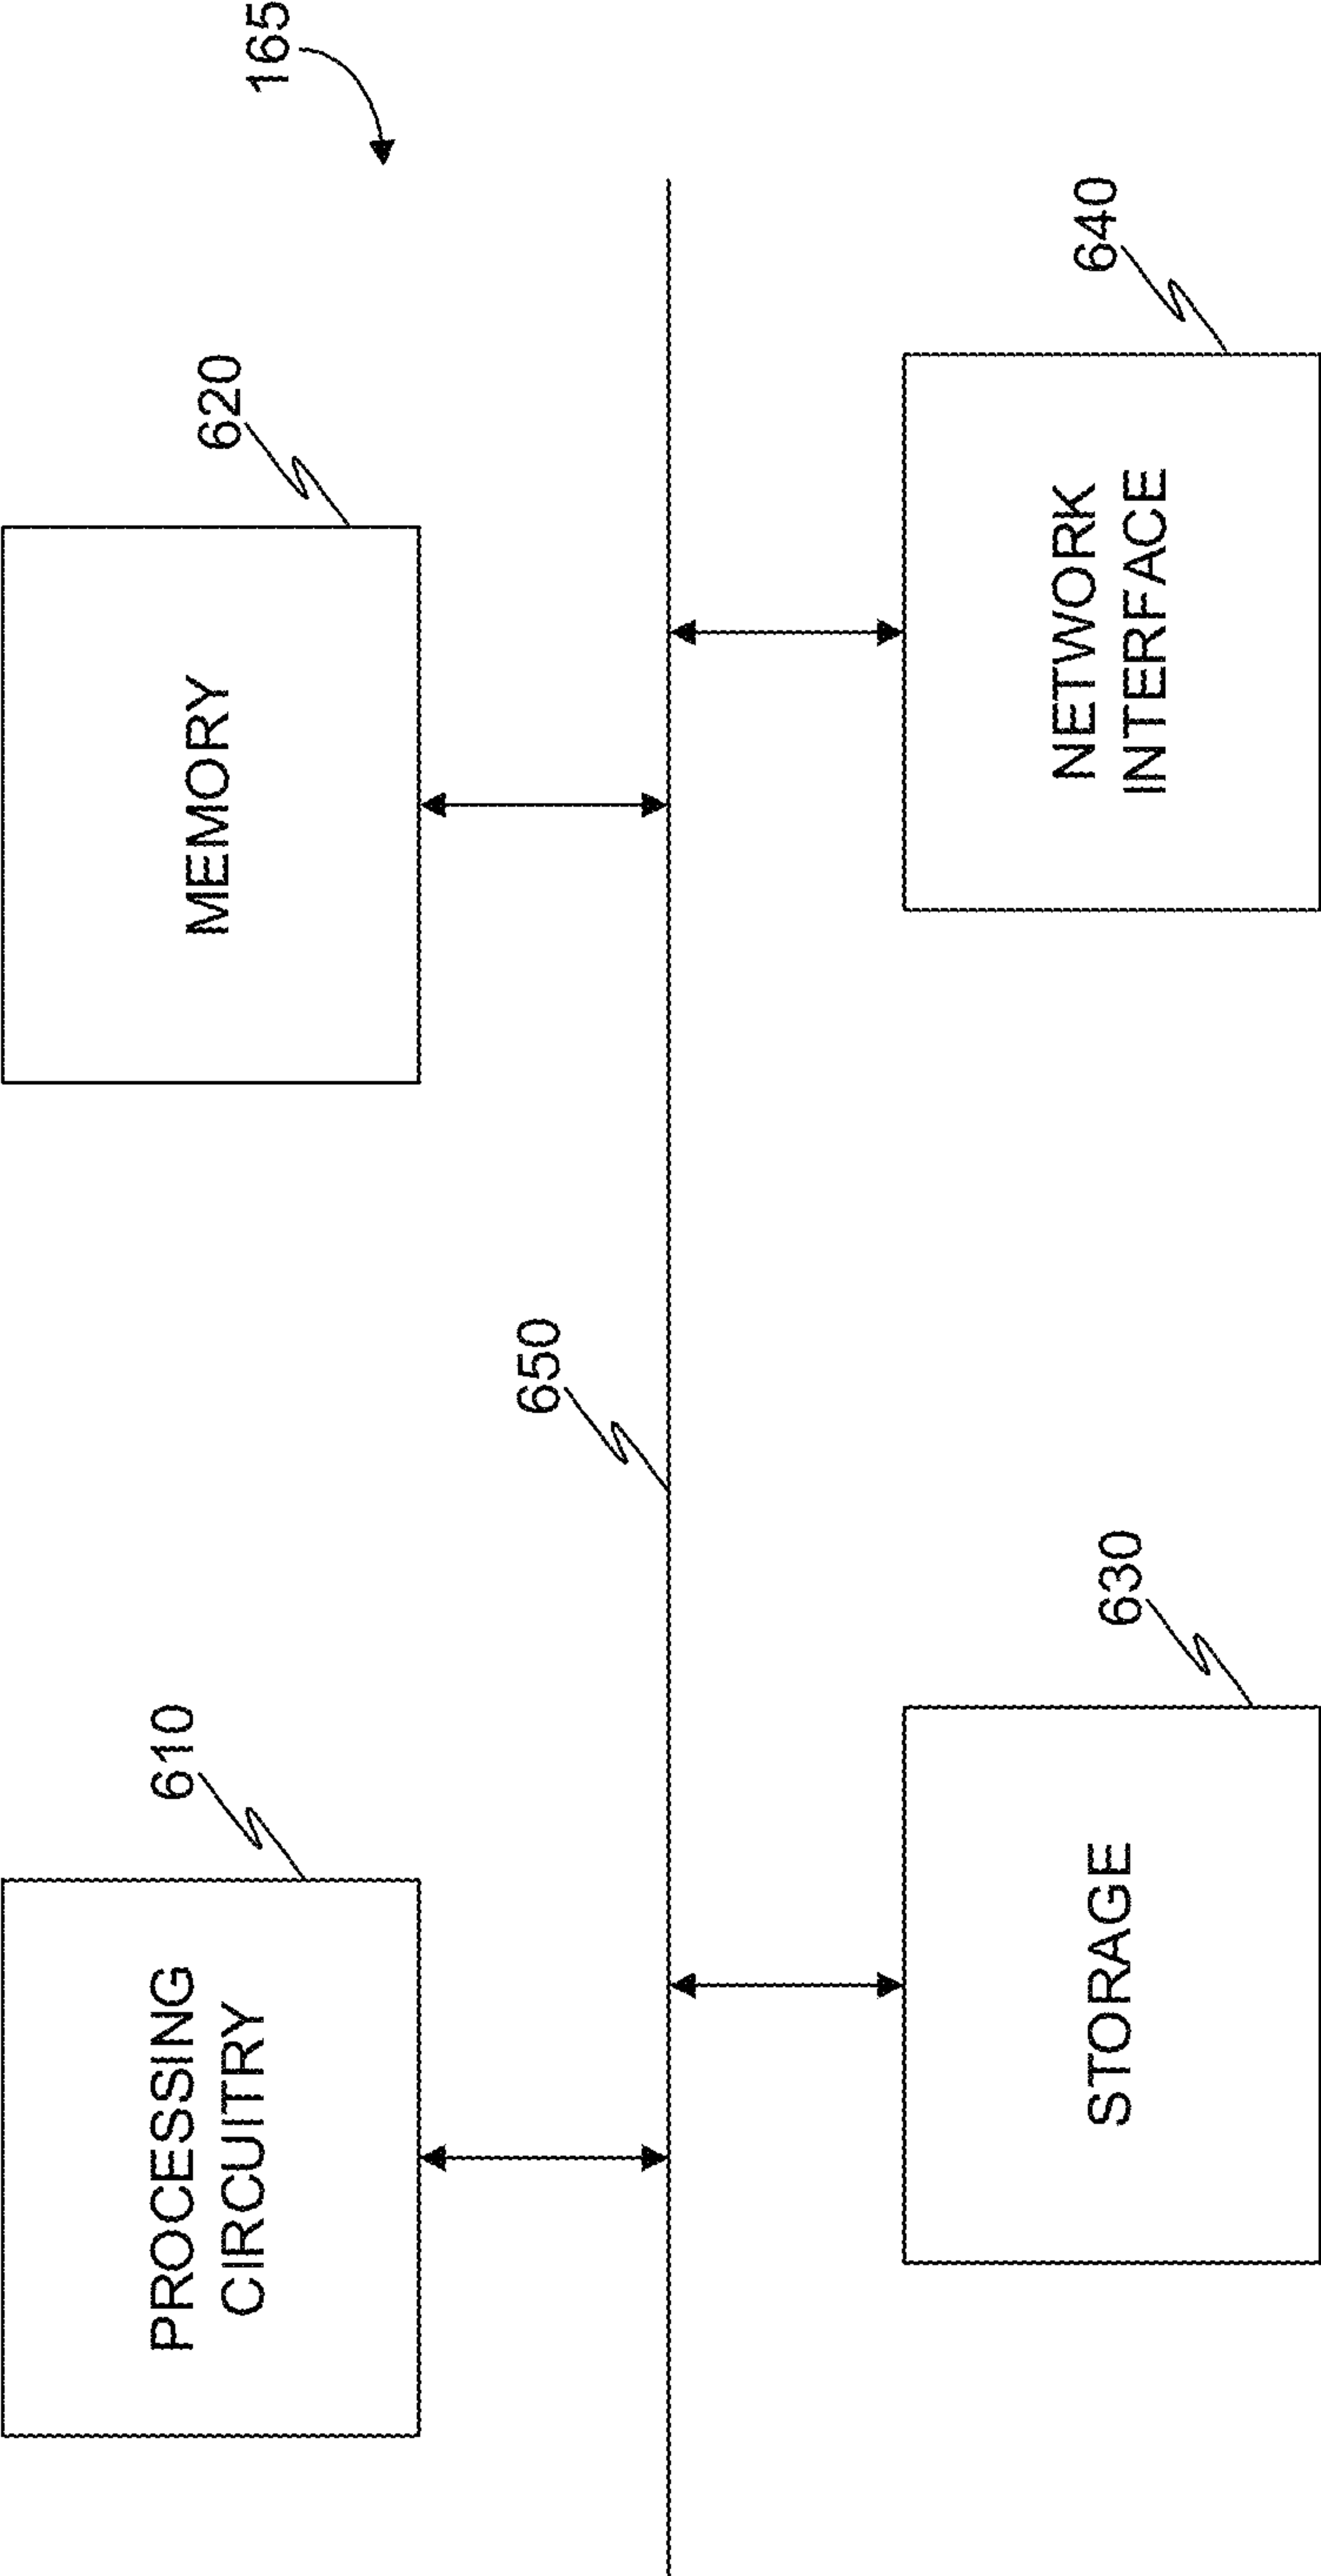 165
610
PROCESSING
CIRCUITRY
620
MEMORY
650
630
STORAGE
640
NETWORK
INTERFACE